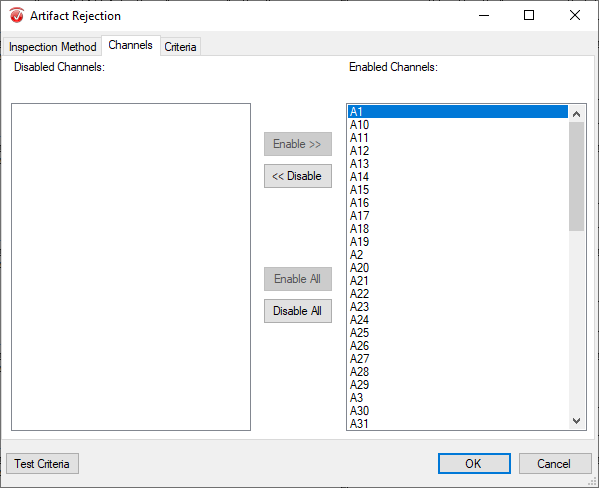 Artifact Rejection
Inspection Method Channels Criteria
Disabled Channels: Enabled Channels:
Enable >>
<< Disable
Enable All
Disable All
A1
A10
A11
A12
A13
A14
A15
A16
A17
A18
A19
A2
A20
A21
A22
A23
A24
A25
A26
A27
A28
A29
A3
A30
A31
Test Criteria OK Cancel